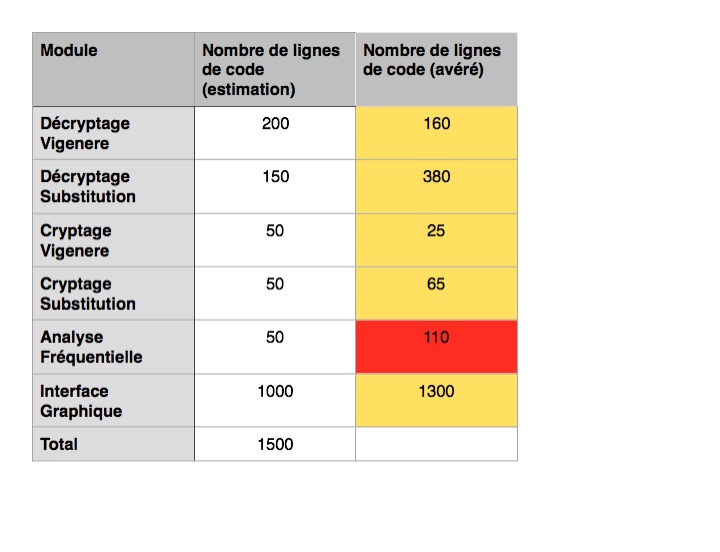 Module
Nombre de lignes
de code
(estimation)
Nombre de lignes
de code (avéré)
Décryptage
Vigenere
200
160
Décryptage
Substitution
150
380
Cryptage
Vigenere
50
25
Cryptage
Substitution
50
65
Analyse
Fréquentielle
50
110
Interface
Graphique
1000
1300
Total
1500